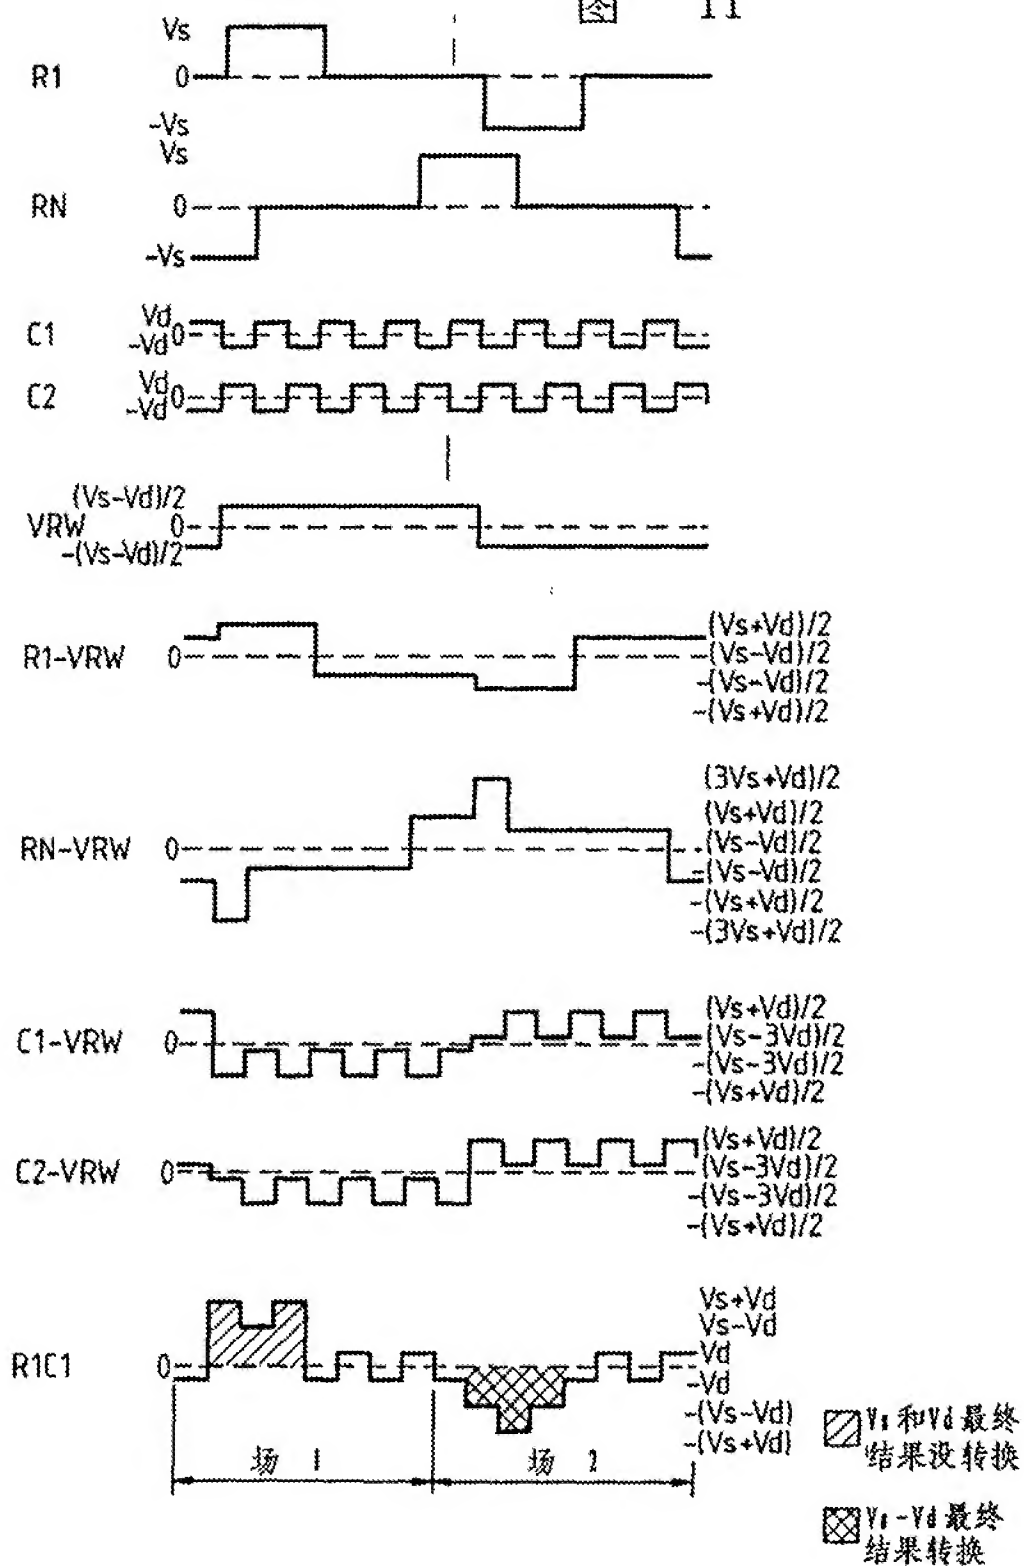 图 11
Vs
R1 0
-Vs
Vs
RN 0
-Vs
C1 Vd 0
-Vd
C2 Vd 0
-Vd
(Vs-Vd)/2
VRW 0
-(Vs-Vd)/2
R1-VRW 0
(Vs+Vd)/2
(Vs-Vd)/2
-(Vs-Vd)/2
-(Vs+Vd)/2
RN-VRW 0
(3Vs+Vd)/2
(Vs+Vd)/2
(Vs-Vd)/2
-(Vs-Vd)/2
-(Vs+Vd)/2
-(3Vs+Vd)/2
C1-VRW 0
(Vs+Vd)/2
(Vs-3Vd)/2
-(Vs-3Vd)/2
-(Vs+Vd)/2
C2-VRW 0
(Vs+Vd)/2
(Vs-3Vd)/2
-(Vs-3Vd)/2
-(Vs+Vd)/2
R1C1 0
Vs+Vd
Vs-Vd
Vd
-Vd
-(Vs-Vd)
-(Vs+Vd)
场 1
场 2
Vs和Vd最终
结果没转换
Vs-Vd最终
结果转换